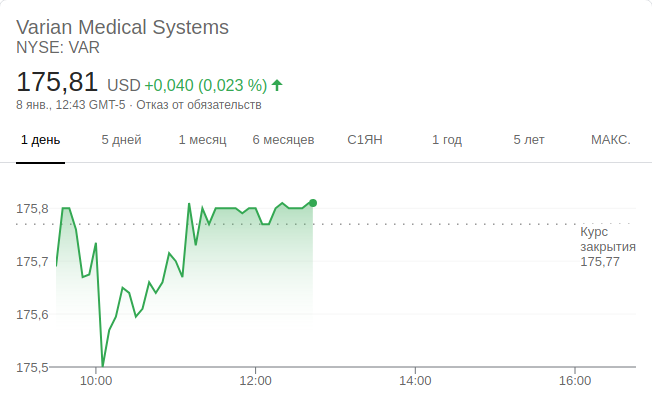 Varian Medical Systems
NYSE: VAR
175,81 USD +0,040 (0,023 %)
8 янв., 12:43 GMT-5 · Отказ от обязательств
1 день 5 дней 1 месяц 6 месяцев С1ЯН 1 год 5 лет МАКС.
175,8
Курс
закрытия
175,7 175,77
175,6
175,5
10:00 12:00 14:00 16:00